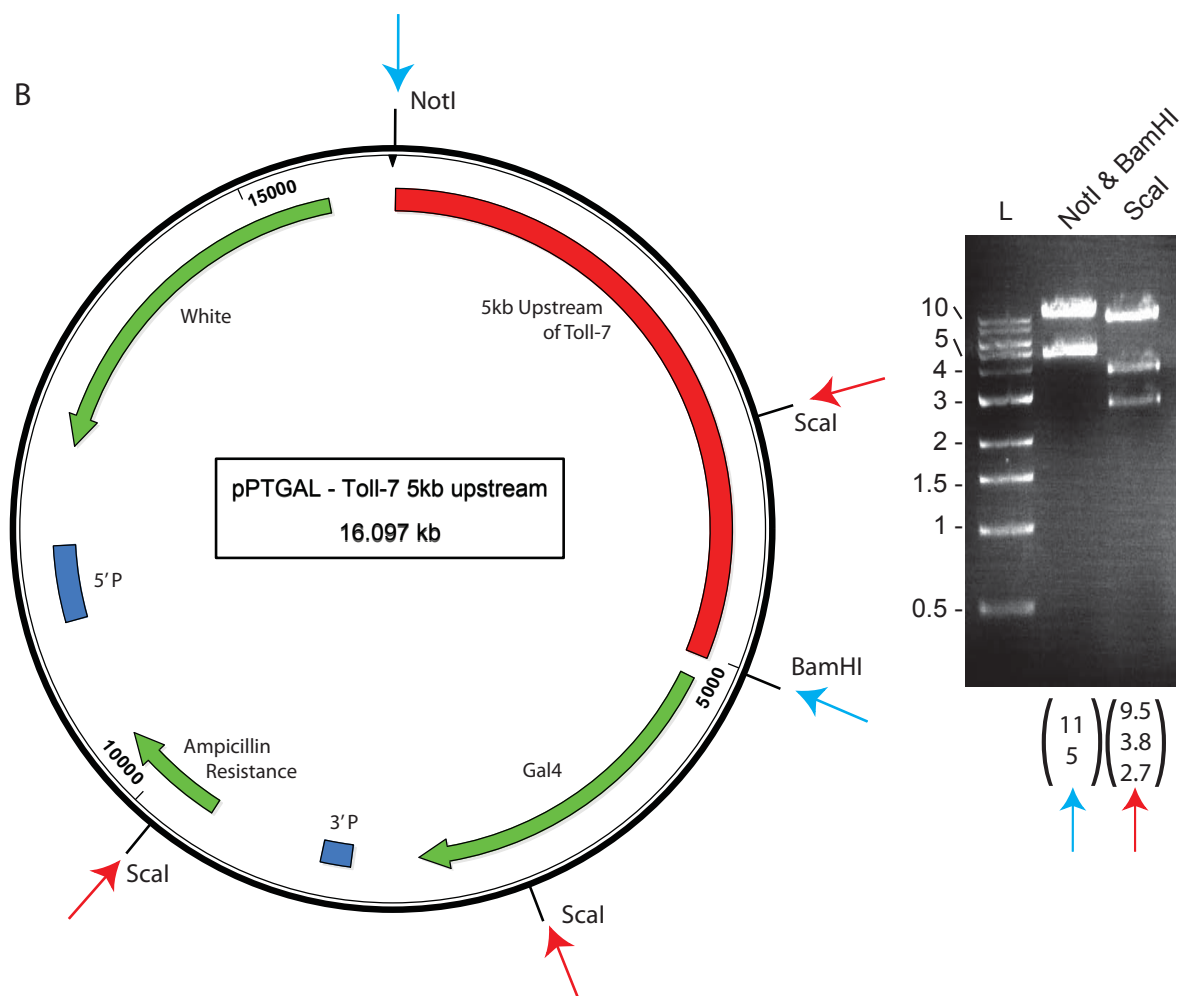 B
NotI
15000
White
5kb Upstream
of Toll-7
ScaI
pPTGAL - Toll-7 5kb upstream
16.097 kb
5' P
BamHI
5000
Ampicillin
Resistance
10000
Gal4
3' P
ScaI
ScaI
L
NotI & BamHI
ScaI
10
5
4 -
3 -
2 -
1.5 -
1 -
0.5 -
11
5
9.5
3.8
2.7